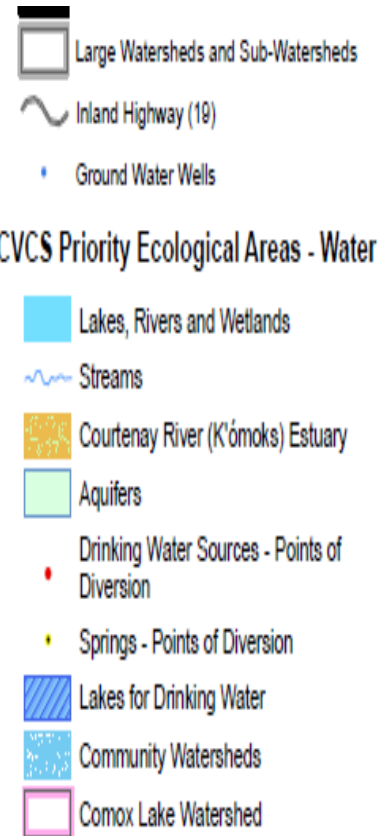 Large Watersheds and Sub-Watersheds
Inland Highway (19)
Ground Water Wells
CVCS Priority Ecological Areas - Water
Lakes, Rivers and Wetlands
Streams
Courtenay River (K'ómoks) Estuary
Aquifers
Drinking Water Sources - Points of
Diversion
Springs - Points of Diversion
Lakes for Drinking Water
Community Watersheds
Comox Lake Watershed